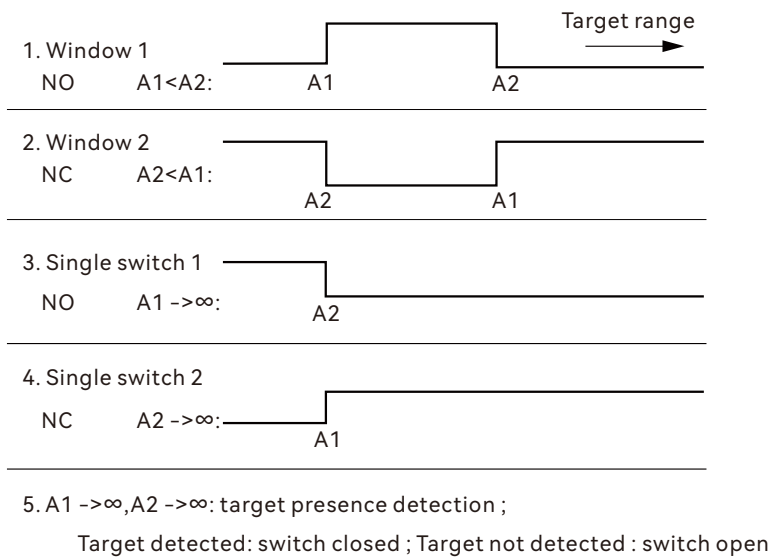 Target range
1. Window 1
NO A1<A2: A1 A2
2. Window 2
NC A2<A1:
A2 A1
3. Single switch 1
NO A1 ->∞:
A2
4. Single switch 2
NC A2 ->∞:
A1
5. A1 ->∞,A2 ->∞: target presence detection ;
Target detected: switch closed ; Target not detected : switch open